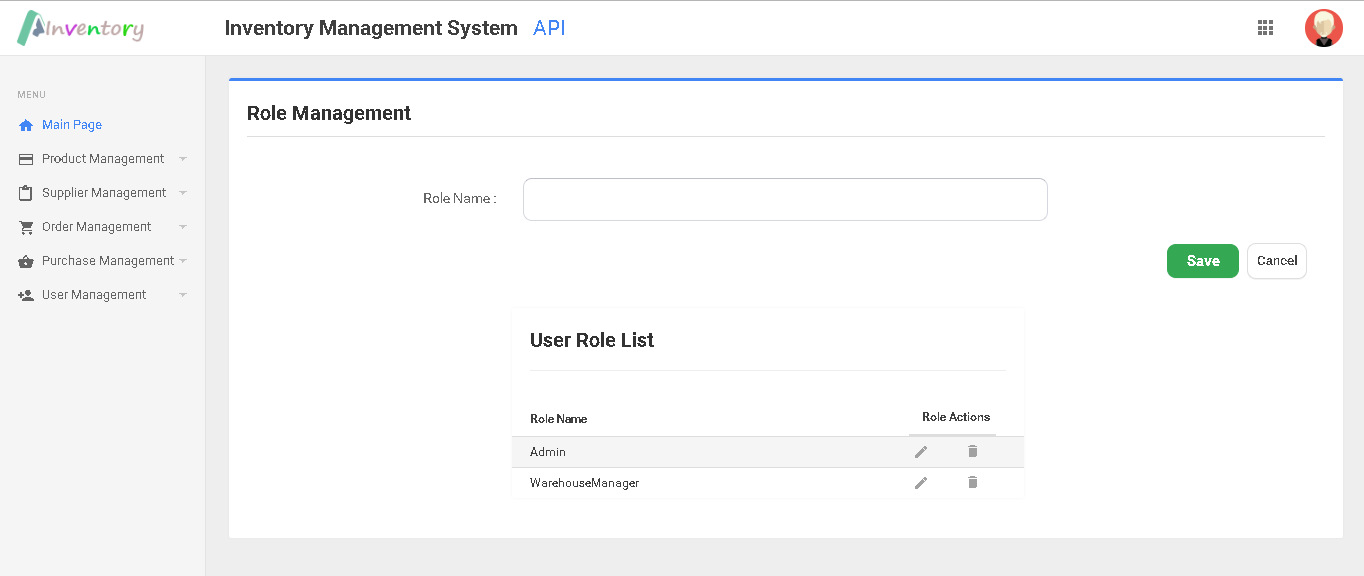 AInventory
Inventory Management System API
MENU
Main Page
Product Management
Supplier Management
Order Management
Purchase Management
User Management
Role Management
Role Name :
Save Cancel
User Role List
Role Name Role Actions
Admin
WarehouseManager